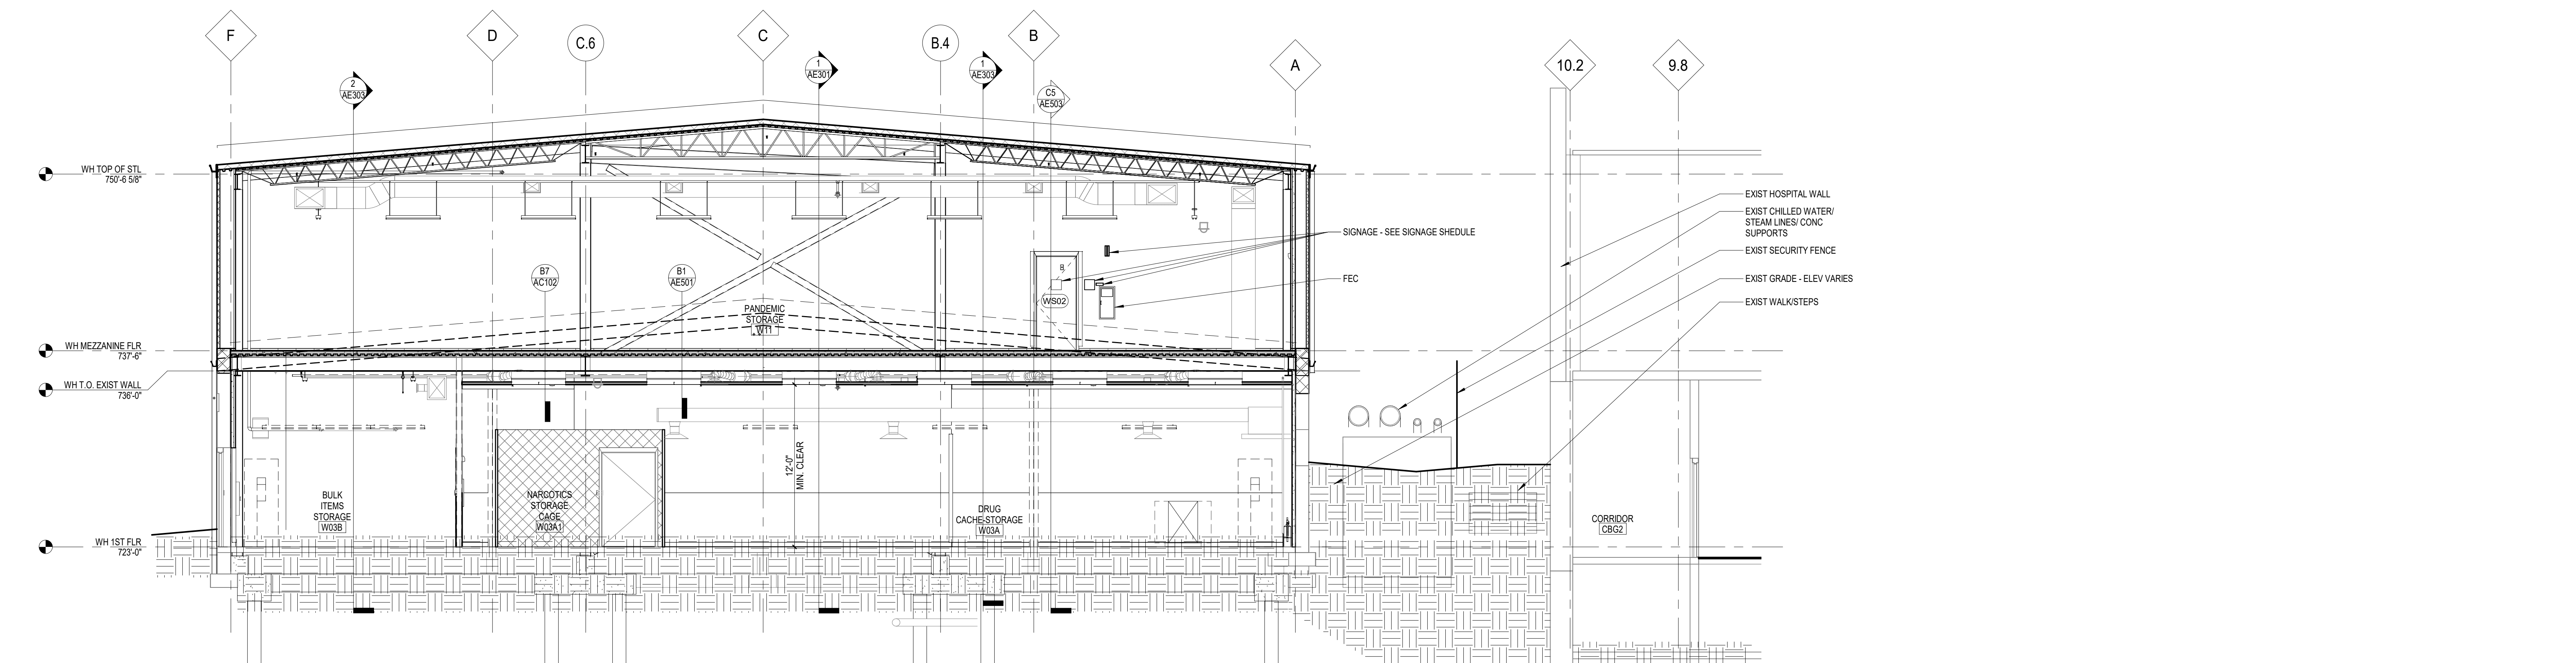 F
D
C.6
C
B.4
B
A
10.2
9.8
2
AE303
1
AE301
1
AE303
C5
AE503
WH TOP OF STL
750'-6 5/8"
EXIST HOSPITAL WALL
EXIST CHILLED WATER/
STEAM LINES/ CONC
SUPPORTS
SIGNAGE - SEE SIGNAGE SHEDULE
EXIST SECURITY FENCE
B7
AC102
B1
AE501
FEC
EXIST GRADE - ELEV VARIES
WS02
EXIST WALK/STEPS
PANDEMIC
STORAGE
W11
WH MEZZANINE FLR
737'-6"
WH T.O. EXIST WALL
736'-0"
12'-0"
MIN. CLEAR
BULK
ITEMS
STORAGE
W03B
NARCOTICS
STORAGE
CAGE
W03A1
DRUG
CACHE-STORAGE
W03A
CORRIDOR
CBG2
WH 1ST FLR
723'-0"